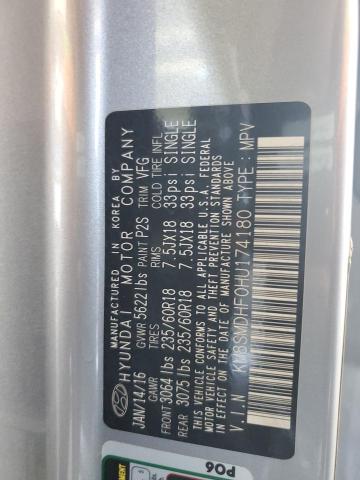 MANUFACTURED IN KOREA BY
HYUNDAI MOTOR COMPANY
JAN/14/16 GVWR 5622 lbs PAINT P2S TRIM VFG
GAWR TIRES RIMS COLD TIRE INFL
FRONT 3064 lbs 235/60R18 7.5JX18 33psi SINGLE
REAR 3075 lbs 235/60R18 7.5JX18 33psi SINGLE
THIS VEHICLE CONFORMS TO ALL APPLICABLE U.S.A. FEDERAL
MOTOR VEHICLE SAFETY AND THEFT PREVENTION STANDARDS
IN EFFECT ON THE DATE OF MANUFACTURE SHOWN ABOVE.
V.I.N KM8SMDHF0HU174180 TYPE: MPV
P06